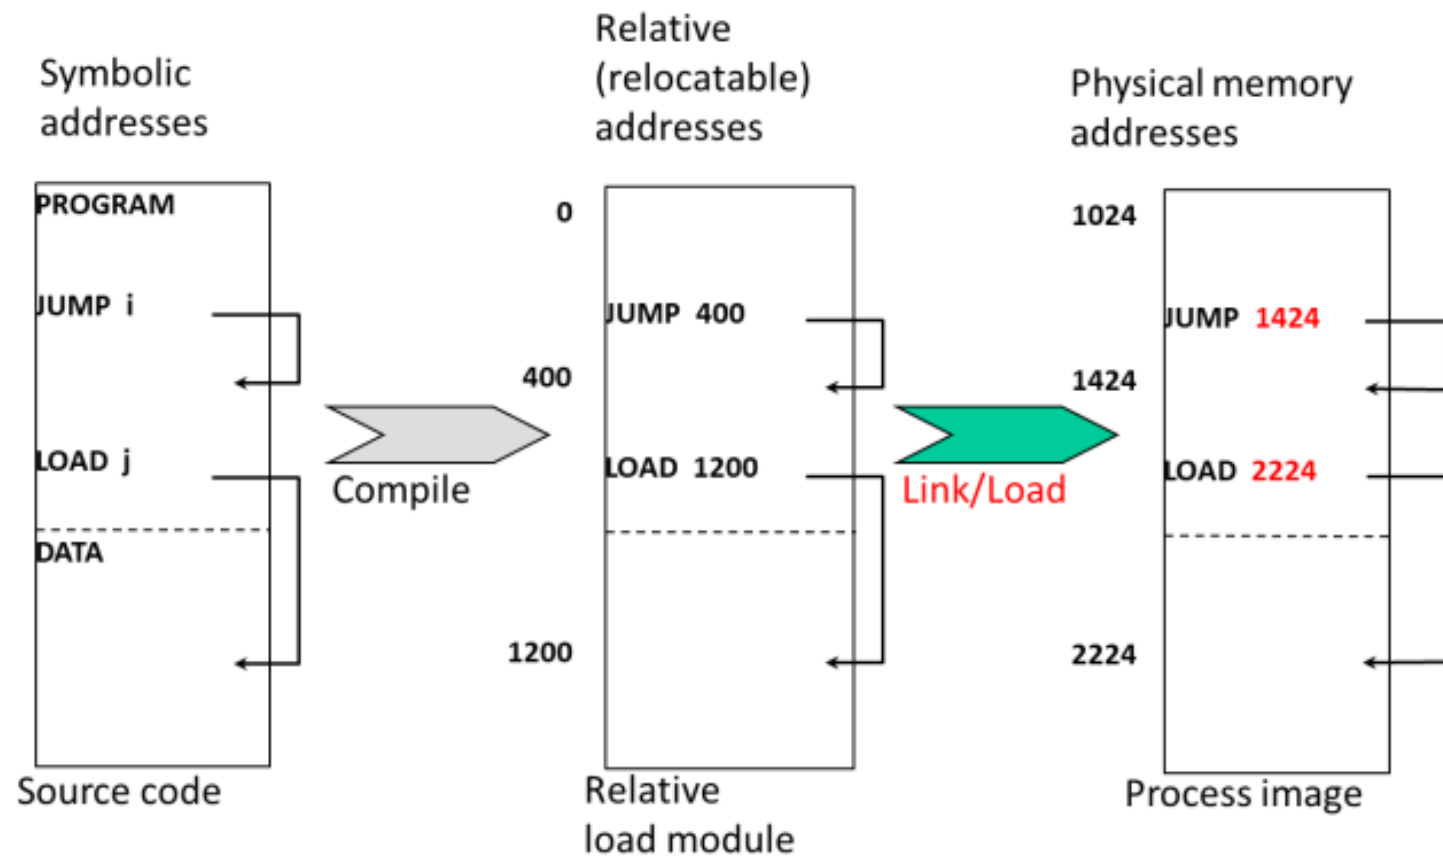 Symbolic
addresses
PROGRAM
JUMP i
LOAD j
DATA
Source code
Compile
Relative
(relocatable)
addresses
0
JUMP 400
400
LOAD 1200
1200
Relative
load module
Link/Load
Physical memory
addresses
1024
JUMP 1424
1424
LOAD 2224
2224
Process image